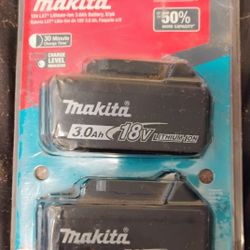 makita
18V LXT Lithium-Ion 3.0Ah Battery, 2/pk
50%
30 Minute
Charge Time
CHARGE LEVEL
makita
3.0Ah 18V LITHIUM-ION
makita